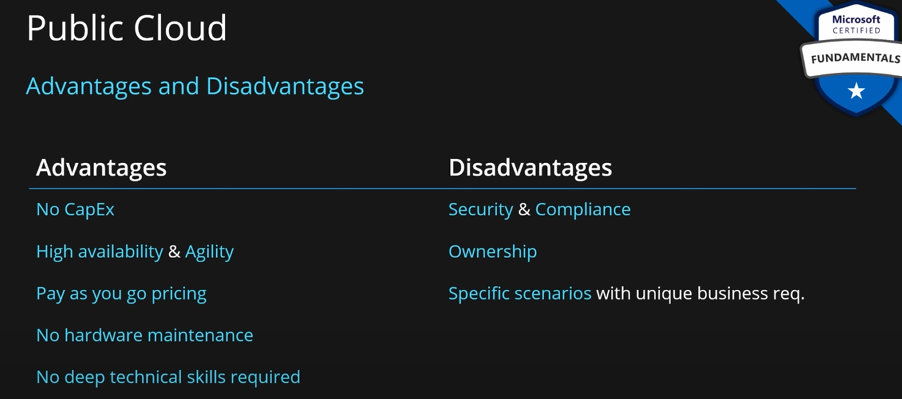 Public Cloud
Microsoft
CERTIFIED
FUNDAMENTALS
Advantages and Disadvantages
Advantages
Disadvantages
No CapEx
Security & Compliance
High availability & Agility
Ownership
Pay as you go pricing
Specific scenarios with unique business req.
No hardware maintenance
No deep technical skills required